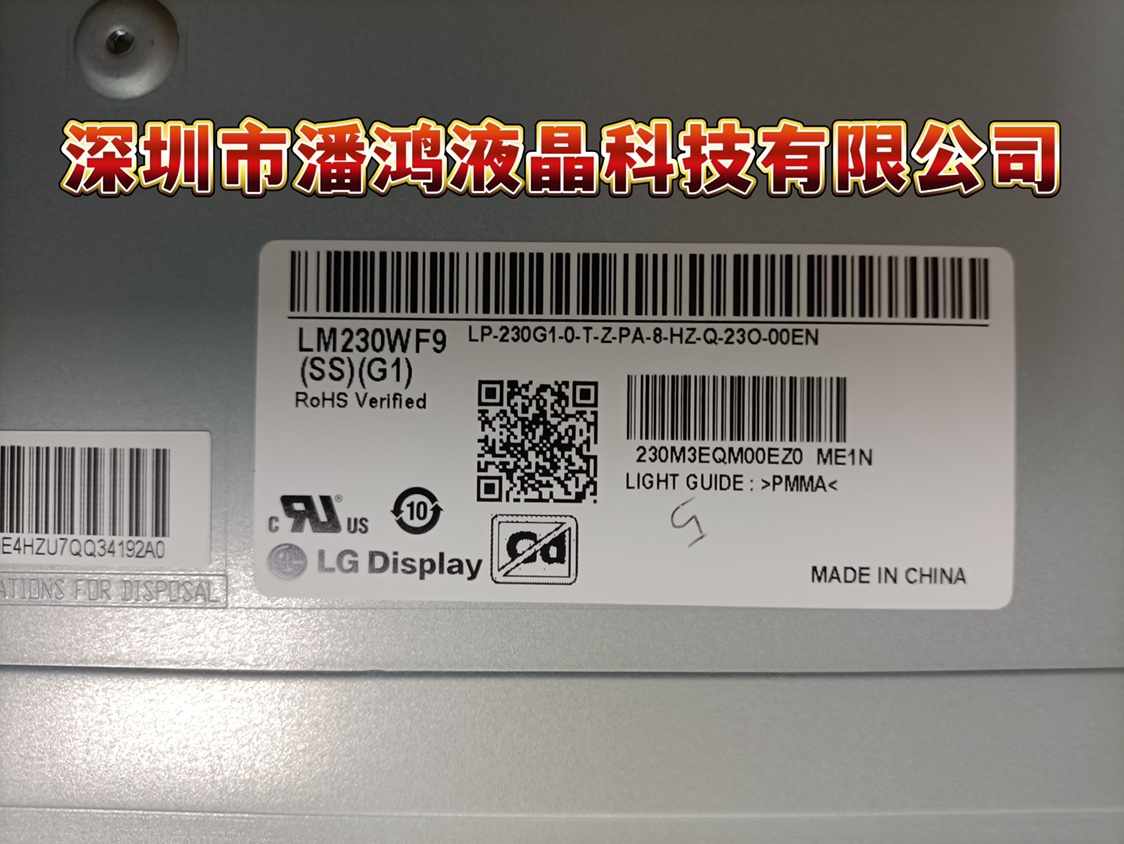 深圳市潘鸿液晶科技有限公司
LM230WF9
(SS)(G1)
LP-230G1-0-T-Z-PA-8-HZ-Q-23O-00EN
RoHS Verified
230M3EQM00EZ0 ME1N
LIGHT GUIDE : >PMMA<
c RU US
10
Pb
LG Display
MADE IN CHINA
E4HZU7QQ34192A0
ATIONS FOR DISPOSAL